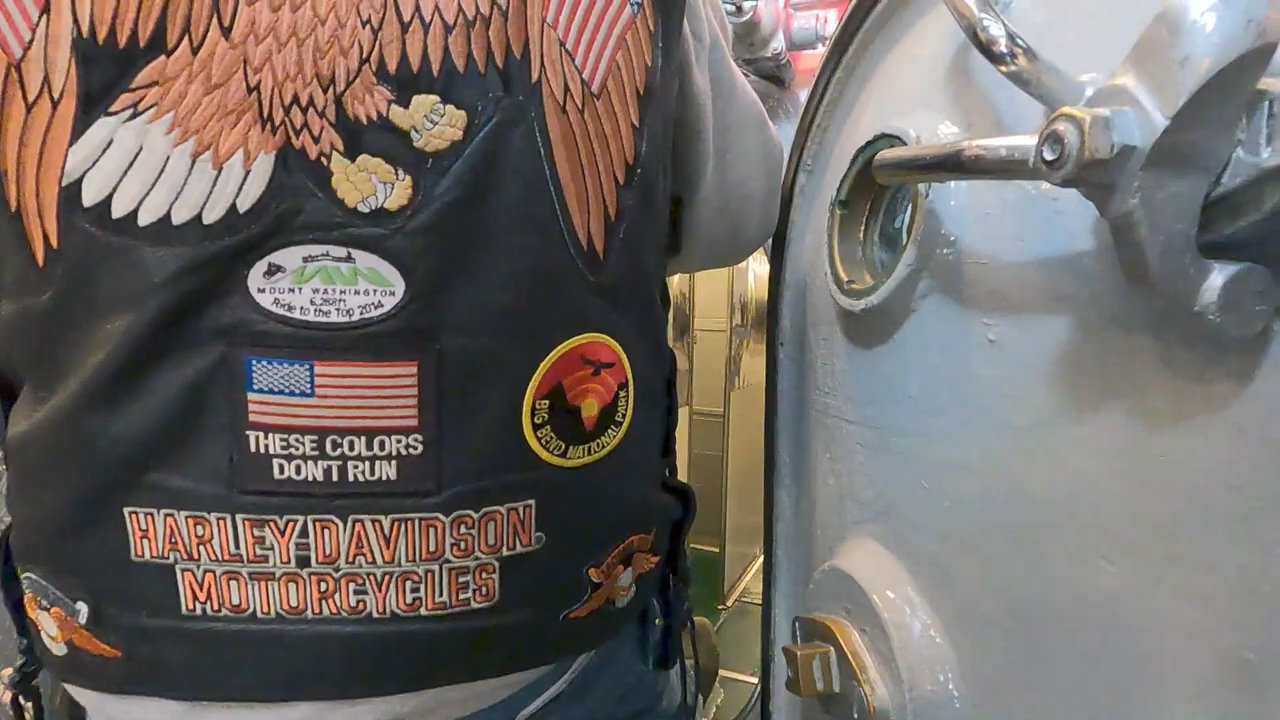 MOUNT WASHINGTON
6,288ft
Ride to the Top 2014
THESE COLORS
DON'T RUN
BIG BEND NATIONAL PARK
HARLEY-DAVIDSON
MOTORCYCLES